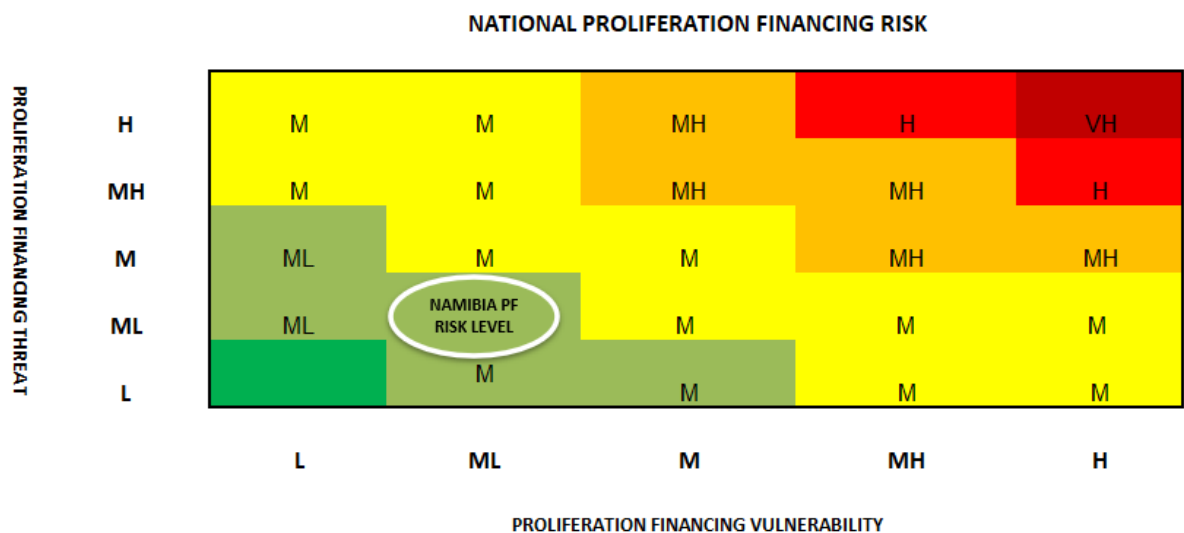 NATIONAL PROLIFERATION FINANCING RISK
PROLIFERATION FINANCING THREAT
H M M MH H VH
MH M M MH MH H
M ML M M MH MH
ML ML NAMIBIA PF
RISK LEVEL M M M
L M M M M
L ML M MH H
PROLIFERATION FINANCING VULNERABILITY